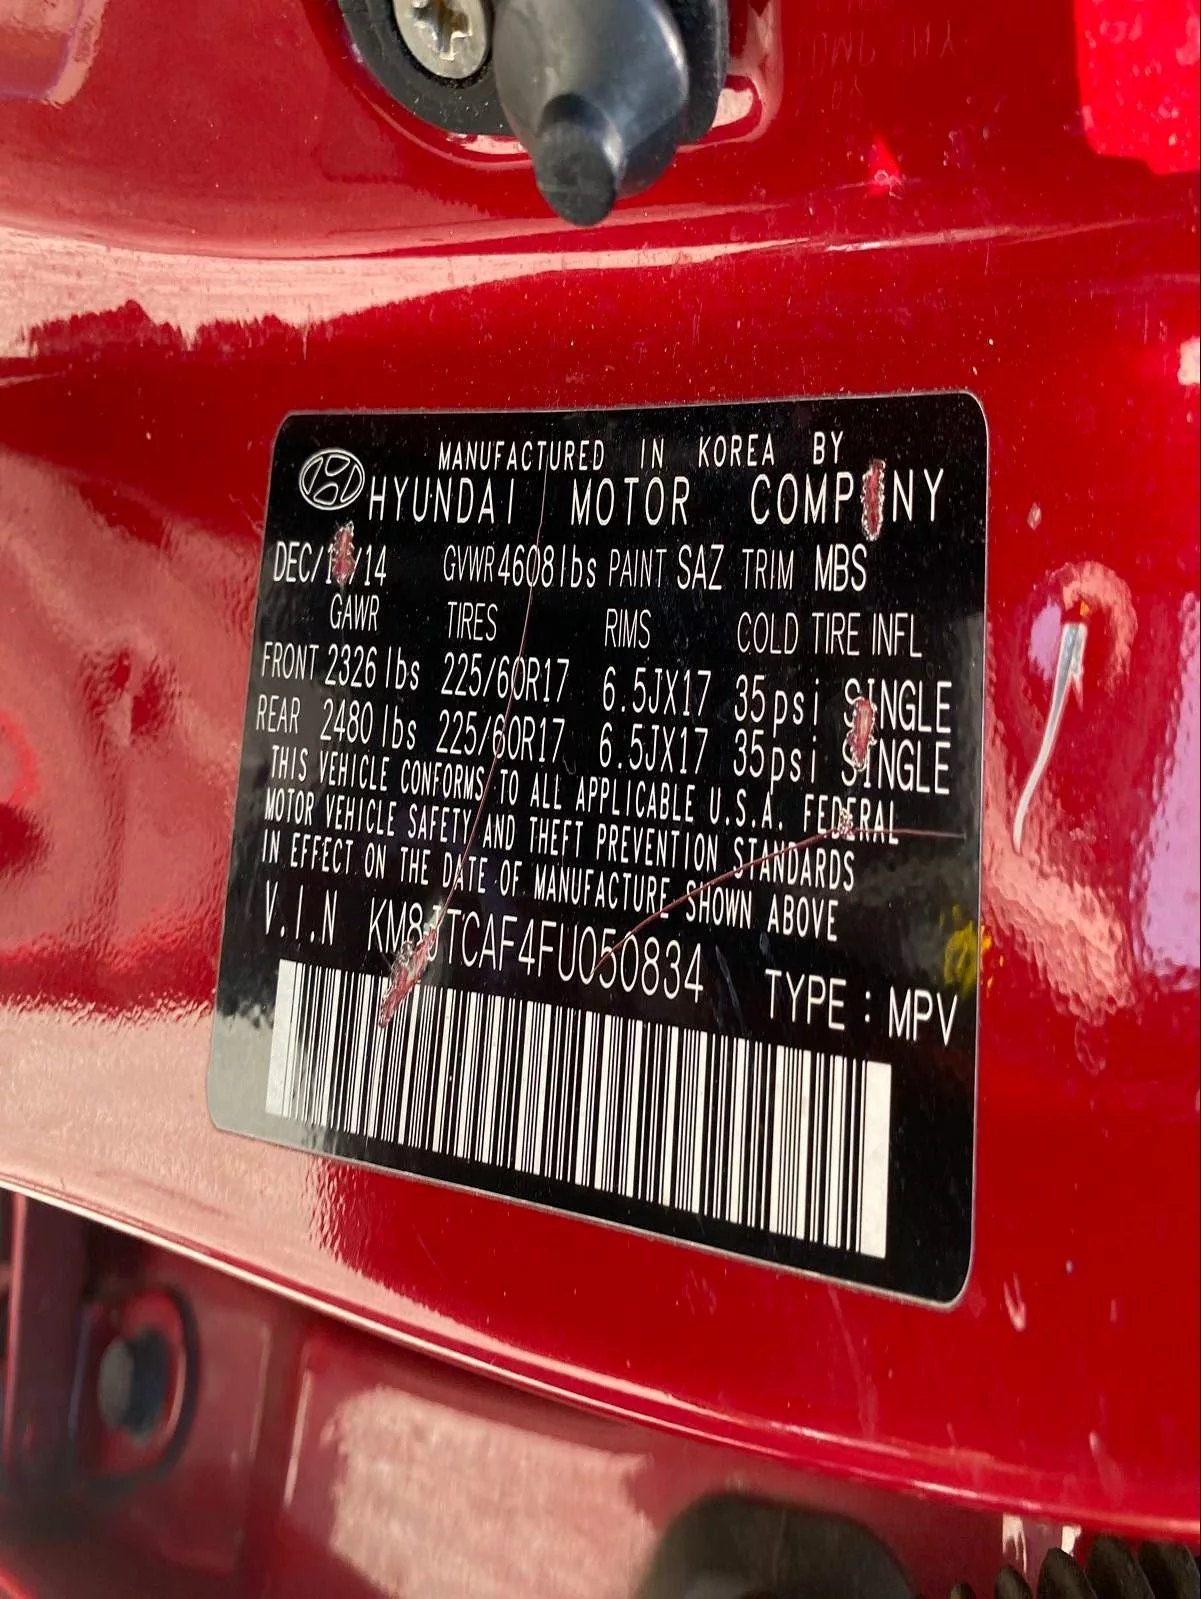 MANUFACTURED IN KOREA BY
HYUNDAI MOTOR COMPANY
GVWR 4608lbs PAINT SAZ TRIM MBS
GAWR TIRES RIMS COLD TIRE INFL
FRONT 2326 lbs 225/60R17 6.5JX17 35psi SINGLE
REAR 2480 lbs 225/60R17 6.5JX17 35psi SINGLE
THIS VEHICLE CONFORMS TO ALL APPLICABLE U.S.A. FEDERAL
MOTOR VEHICLE SAFETY AND THEFT PREVENTION STANDARDS
IN EFFECT ON THE DATE OF MANUFACTURE SHOWN ABOVE
V.I.N KM8JTCAF4FU050834 TYPE : MPV